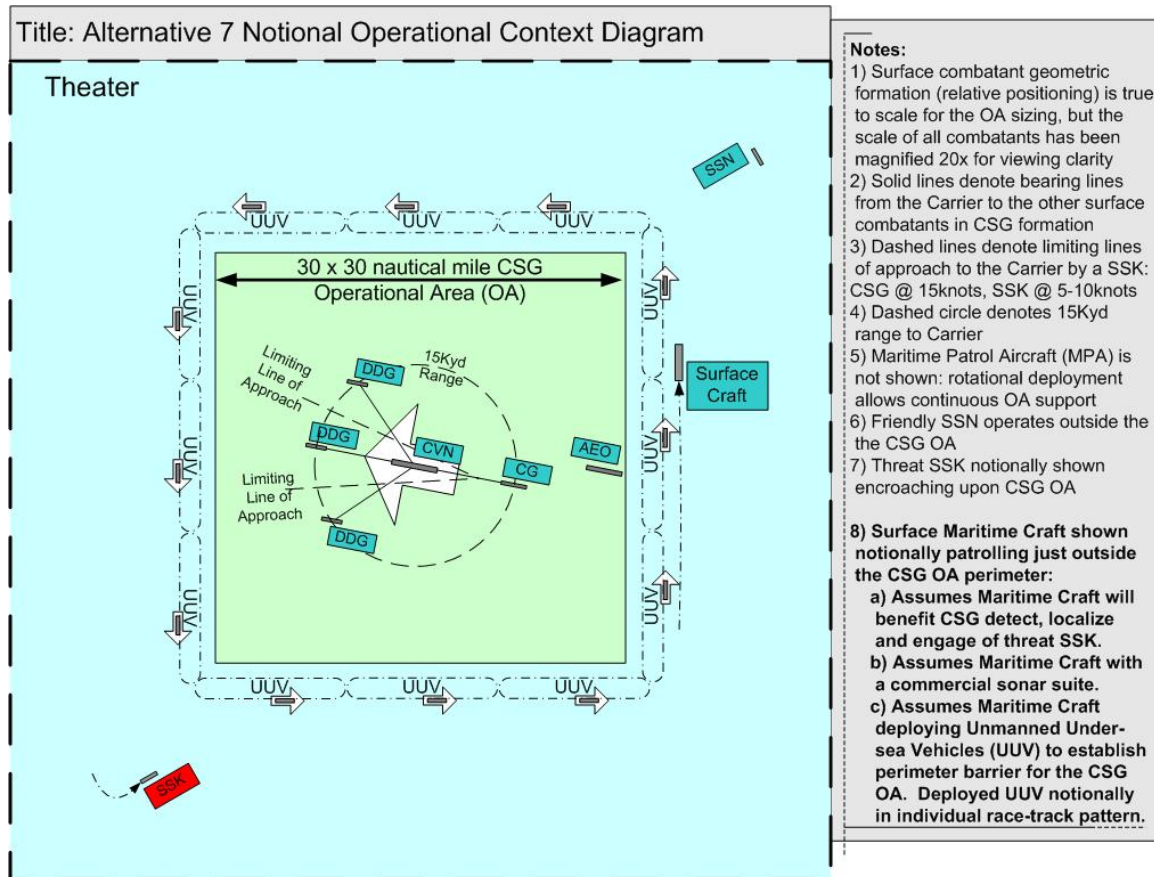 Title: Alternative 7 Notional Operational Context Diagram
Theater
SSN
UUV
UUV
UUV
30 x 30 nautical mile CSG
Operational Area (OA)
UUV
UUV
Limiting
Line of
Approach
DDG
15Kyd
Range
Surface
Craft
DDG
CVN
AEO
UUV
UUV
CG
Limiting
Line of
Approach
DDG
UUV
UUV
UUV
UUV
UUV
SSK
Notes:
1) Surface combatant geometric
formation (relative positioning) is true
to scale for the OA sizing, but the
scale of all combatants has been
magnified 20x for viewing clarity
2) Solid lines denote bearing lines
from the Carrier to the other surface
combatants in CSG formation
3) Dashed lines denote limiting lines
of approach to the Carrier by a SSK:
CSG @ 15knots, SSK @ 5-10knots
4) Dashed circle denotes 15Kyd
range to Carrier
5) Maritime Patrol Aircraft (MPA) is
not shown: rotational deployment
allows continuous OA support
6) Friendly SSN operates outside the
the CSG OA
7) Threat SSK notionally shown
encroaching upon CSG OA
8) Surface Maritime Craft shown
notionally patrolling just outside
the CSG OA perimeter:
a) Assumes Maritime Craft will
benefit CSG detect, localize
and engage of threat SSK.
b) Assumes Maritime Craft with
a commercial sonar suite.
c) Assumes Maritime Craft
deploying Unmanned Under-
sea Vehicles (UUV) to establish
perimeter barrier for the CSG
OA. Deployed UUV notionally
in individual race-track pattern.